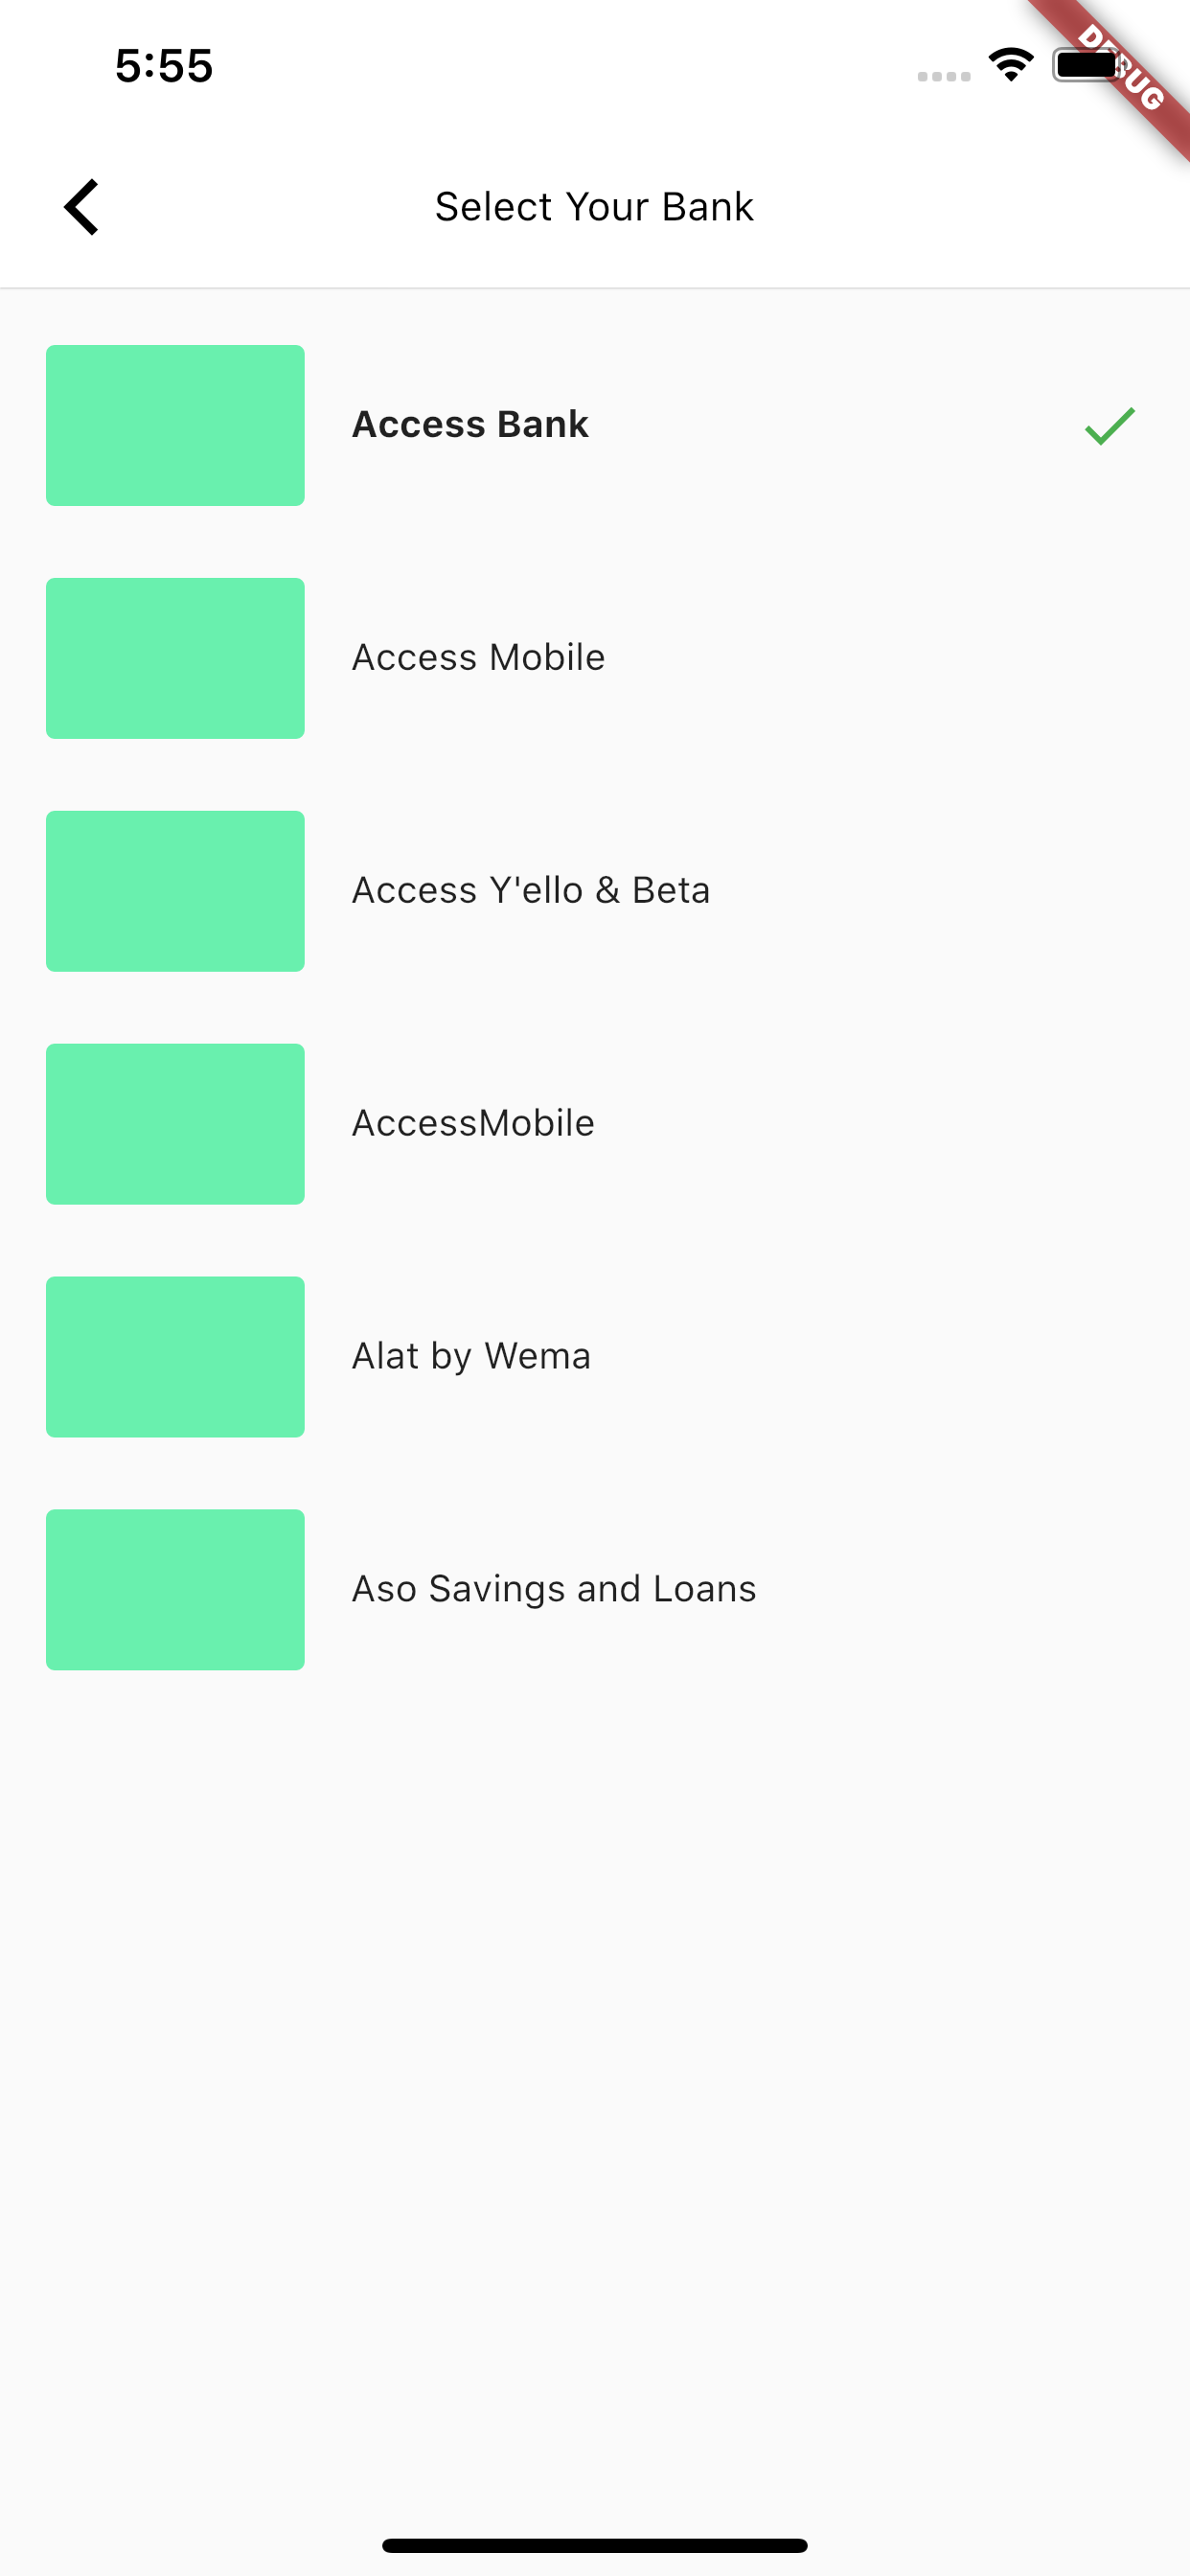 5:55
DEBUG
Select Your Bank
Access Bank
Access Mobile
Access Y'ello & Beta
AccessMobile
Alat by Wema
Aso Savings and Loans